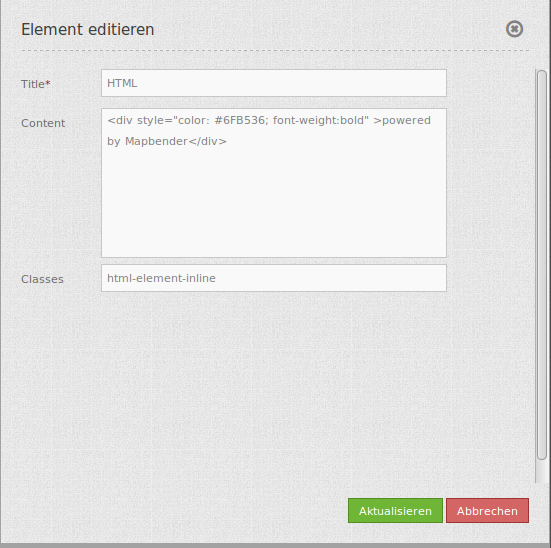 Element editieren
Title*
HTML
Content
<div style="color: #6FB536; font-weight:bold" >powered
by Mapbender</div>
Classes
html-element-inline
Aktualisieren Abbrechen